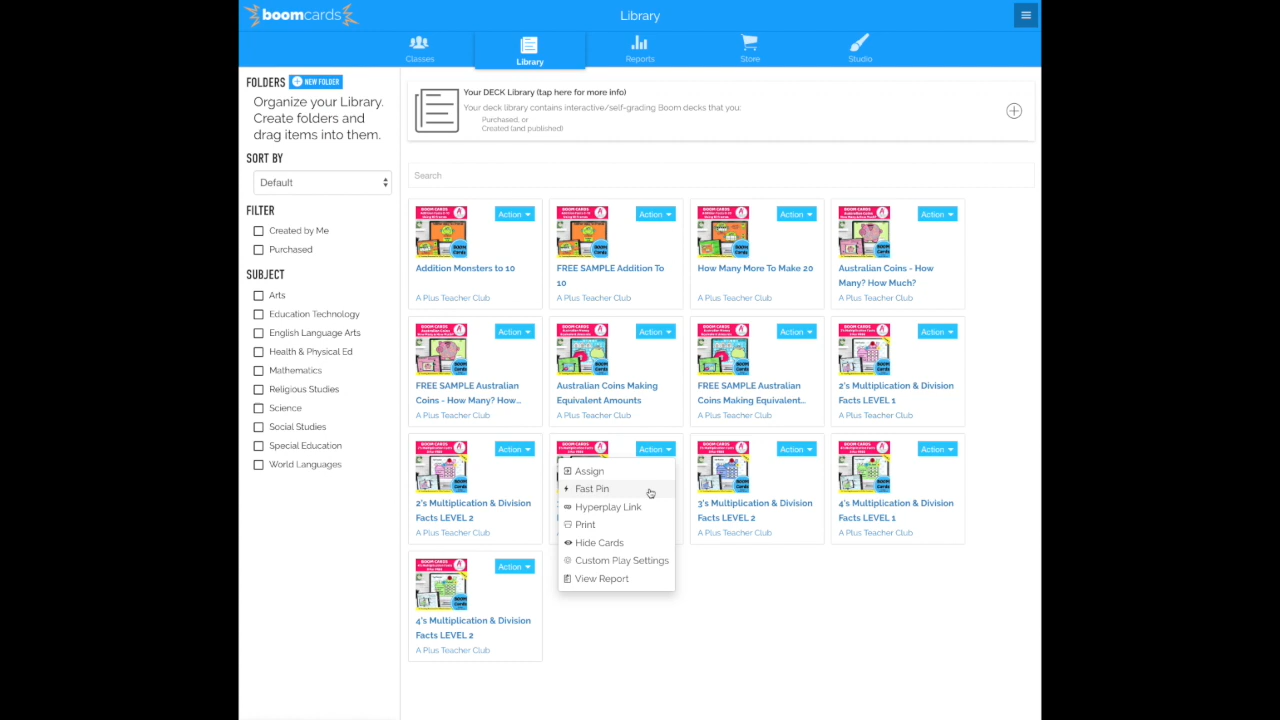 boomcards
Library
Classes
Library
Reports
Store
Studio
FOLDERS
NEW FOLDER
Organize your Library.
Create folders and
drag items into them.
SORT BY
Default
FILTER
Created by Me
Purchased
SUBJECT
Arts
Education Technology
English Language Arts
Health & Physical Ed
Mathematics
Religious Studies
Science
Social Studies
Special Education
World Languages
Your DECK Library (tap here for more info)
Your deck library contains interactive/self-grading Boom decks that you:
Purchased, or
Created (and published)
Search
Action
Addition Monsters to 10
A Plus Teacher Club
Action
FREE SAMPLE Addition To
10
A Plus Teacher Club
Action
How Many More To Make 20
A Plus Teacher Club
Action
Australian Coins - How
Many? How Much?
A Plus Teacher Club
Action
FREE SAMPLE Australian
Coins - How Many? How...
A Plus Teacher Club
Action
Australian Coins Making
Equivalent Amounts
A Plus Teacher Club
Action
FREE SAMPLE Australian
Coins Making Equivalent...
A Plus Teacher Club
Action
2's Multiplication & Division
Facts LEVEL 1
A Plus Teacher Club
Action
2's Multiplication & Division
Facts LEVEL 2
A Plus Teacher Club
Action
Assign
Fast Pin
Hyperplay Link
Print
Hide Cards
Custom Play Settings
View Report
Action
3's Multiplication & Division
Facts LEVEL 2
A Plus Teacher Club
Action
4's Multiplication & Division
Facts LEVEL 1
A Plus Teacher Club
Action
4's Multiplication & Division
Facts LEVEL 2
A Plus Teacher Club